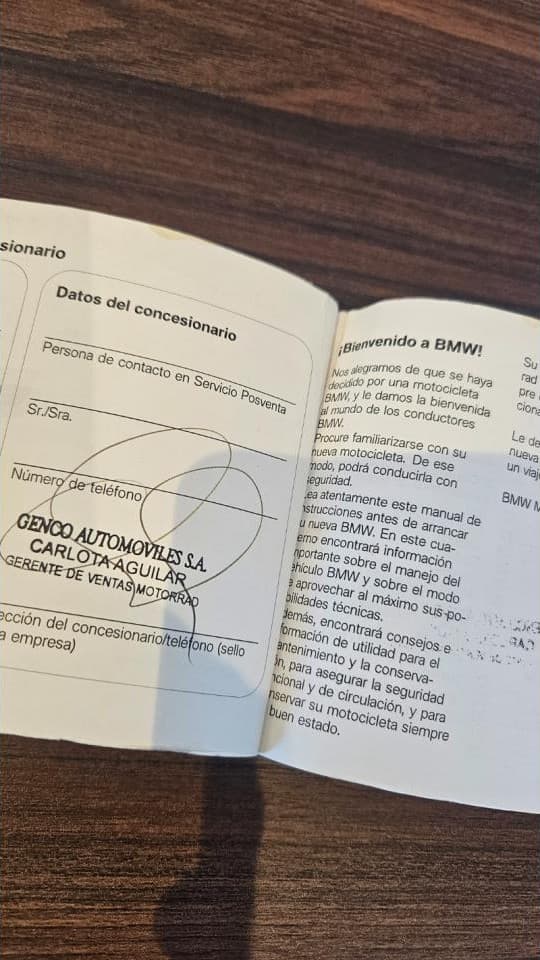 sionario
Datos del concesionario
Persona de contacto en Servicio Posventa
Sr./Sra.
Número de teléfono
GENCO AUTOMOVILES S.A.
CARLOTA AGUILAR
GERENTE DE VENTAS MOTORRAD
ección del concesionario/teléfono (sello
a empresa)
¡Bienvenido a BMW!
Nos alegramos de que se haya
decidido por una motocicleta
BMW, y le damos la bienvenida
al mundo de los conductores
BMW.
Procure familiarizarse con su
nueva motocicleta. De ese
modo, podrá conducirla con
seguridad.
Lea atentamente este manual de
instrucciones antes de arrancar
u nueva BMW. En este cua-
erno encontrará información
mportante sobre el manejo del
ehículo BMW y sobre el modo
e aprovechar al máximo sus po-
bilidades técnicas.
demás, encontrará consejos e
formación de utilidad para el
antenimiento y la conserva-
ón, para asegurar la seguridad
ncional y de circulación, y para
nservar su motocicleta siempre
buen estado.
Su
rad
pre
ciona
Le de
nueva
un viaj
BMW M